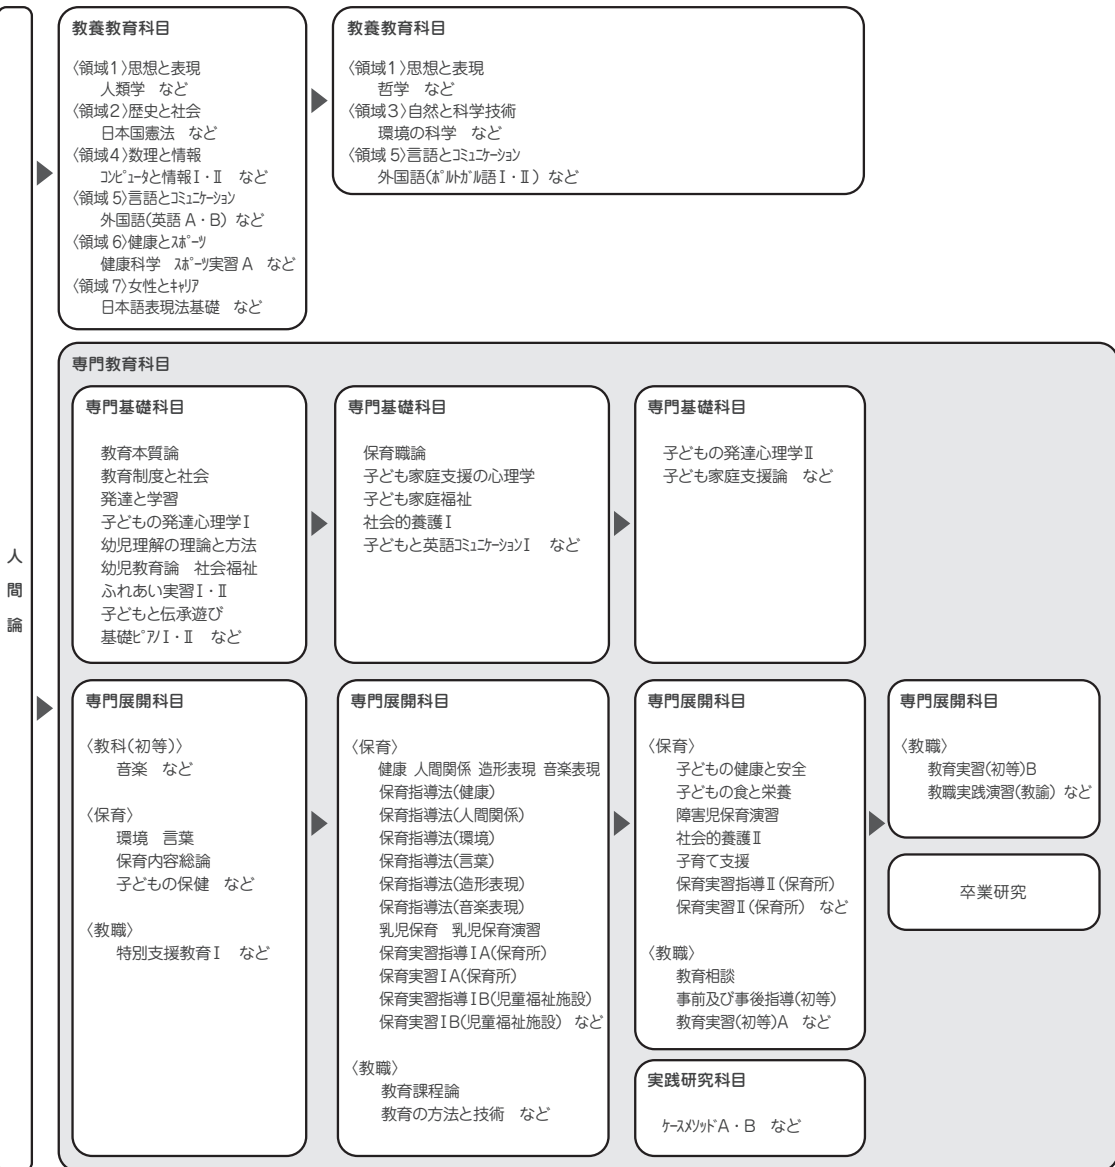 人間論
教養教育科目
〈領域1〉思想と表現
人類学 など
〈領域2〉歴史と社会
日本国憲法 など
〈領域4〉数理と情報
ｺﾝﾋﾟｭｰﾀと情報Ⅰ・Ⅱ など
〈領域 5〉言語とｺﾐｭﾆｹｰｼｮﾝ
外国語(英語 A・B) など
〈領域 6〉健康とｽﾎﾟｰﾂ
健康科学 ｽﾎﾟｰﾂ実習 A など
〈領域 7〉女性とｷｬﾘｱ
日本語表現法基礎 など
教養教育科目
〈領域1〉思想と表現
哲学 など
〈領域3〉自然と科学技術
環境の科学 など
〈領域 5〉言語とｺﾐｭﾆｹｰｼｮﾝ
外国語(ﾎﾟﾙﾄｶﾞﾙ語Ⅰ・Ⅱ) など
専門教育科目
専門基礎科目
教育本質論
教育制度と社会
発達と学習
子どもの発達心理学Ⅰ
幼児理解の理論と方法
幼児教育論 社会福祉
ふれあい実習Ⅰ・Ⅱ
子どもと伝承遊び
基礎ﾋﾟｱﾉⅠ・Ⅱ など
専門基礎科目
保育職論
子ども家庭支援の心理学
子ども家庭福祉
社会的養護Ⅰ
子どもと英語ｺﾐｭﾆｹｰｼｮﾝⅠ など
専門基礎科目
子どもの発達心理学Ⅱ
子ども家庭支援論 など
専門展開科目
〈教科(初等)〉
音楽 など
〈保育〉
環境 言葉
保育内容総論
子どもの保健 など
〈教職〉
特別支援教育Ⅰ など
専門展開科目
〈保育〉
健康 人間関係 造形表現 音楽表現
保育指導法(健康)
保育指導法(人間関係)
保育指導法(環境)
保育指導法(言葉)
保育指導法(造形表現)
保育指導法(音楽表現)
乳児保育 乳児保育演習
保育実習指導ⅠA(保育所)
保育実習ⅠA(保育所)
保育実習指導ⅠB(児童福祉施設)
保育実習ⅠB(児童福祉施設) など
〈教職〉
教育課程論
教育の方法と技術 など
専門展開科目
〈保育〉
子どもの健康と安全
子どもの食と栄養
障害児保育演習
社会的養護Ⅱ
子育て支援
保育実習指導Ⅱ(保育所)
保育実習Ⅱ(保育所) など
〈教職〉
教育相談
事前及び事後指導(初等)
教育実習(初等)A など
実践研究科目
ｹｰｽﾒｿｯﾄﾞA・B など
専門展開科目
〈教職〉
教育実習(初等)B
教職実践演習(教諭) など
卒業研究